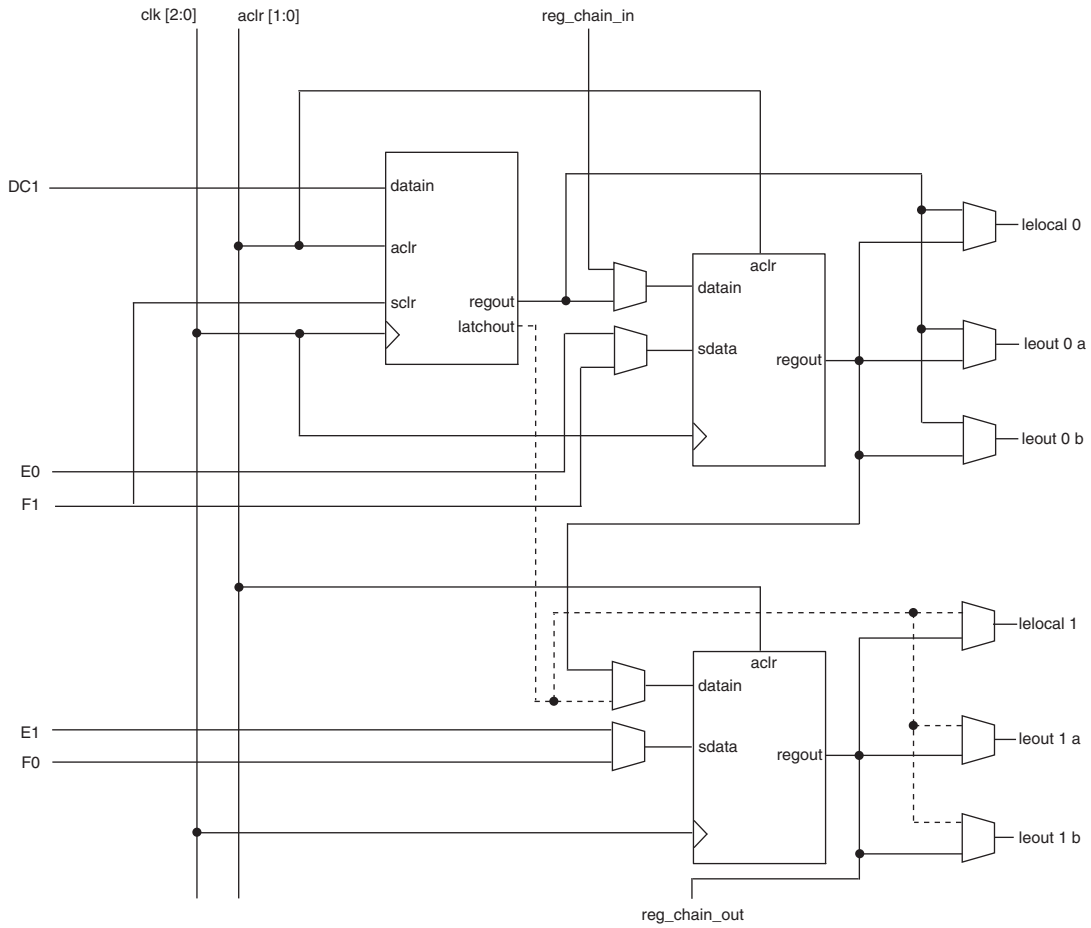 clk [2:0]
aclr [1:0]
reg_chain_in
DC1
datain
aclr
sclr
regout
latchout
aclr
datain
sdata
regout
lelocal 0
leout 0 a
leout 0 b
E0
F1
aclr
datain
sdata
regout
lelocal 1
leout 1 a
leout 1 b
E1
F0
reg_chain_out